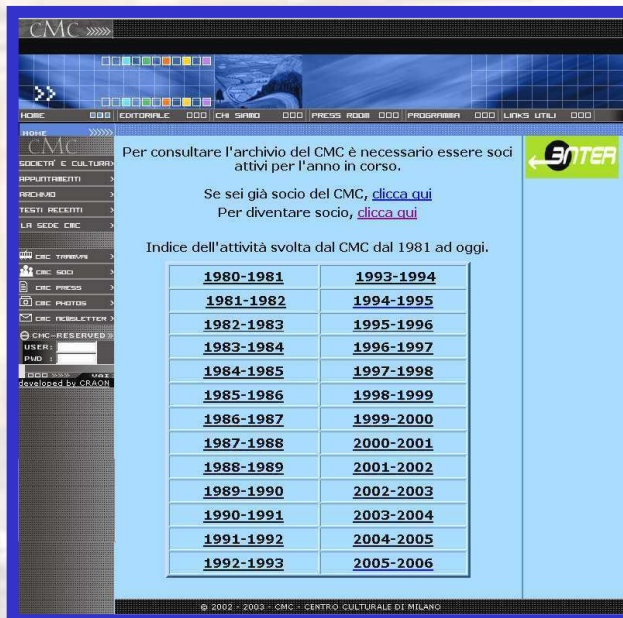 CMC »»»
»
HOME EDITORIALE CHI SIAMO PRESS ROOM PROGRAMMA LINKS UTILI
HOME »»»
CMC
SOCIETA' E CULTURA
APPUNTAMENTI
ARCHIVIO
TESTI RECENTI
LA SEDE CMC
CMC TRAMVAI
CMC SOCI
CMC PRESS
CMC PHOTOS
CMC NEWSLETTER
CMC-RESERVED
USER:
PWD :
VAI
developed by CRAON
Per consultare l'archivio del CMC è necessario essere soci
attivi per l'anno in corso.
Se sei già socio del CMC, clicca qui
Per diventare socio, clicca qui
Indice dell'attività svolta dal CMC dal 1981 ad oggi.
1980-1981 1993-1994
1981-1982 1994-1995
1982-1983 1995-1996
1983-1984 1996-1997
1984-1985 1997-1998
1985-1986 1998-1999
1986-1987 1999-2000
1987-1988 2000-2001
1988-1989 2001-2002
1989-1990 2002-2003
1990-1991 2003-2004
1991-1992 2004-2005
1992-1993 2005-2006
ENTER
© 2002 - 2003 - CMC - CENTRO CULTURALE DI MILANO